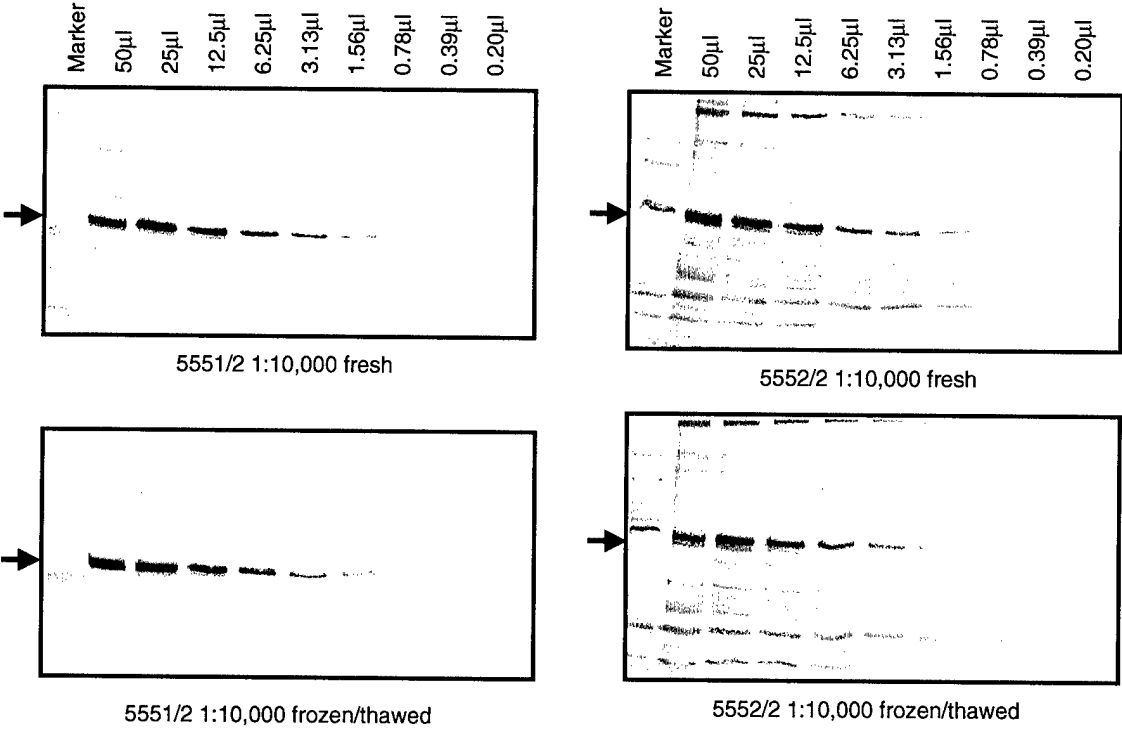 Marker 50µl 25µl 12.5µl 6.25µl 3.13µl 1.56µl 0.78µl 0.39µl 0.20µl
5551/2 1:10,000 fresh
Marker 50µl 25µl 12.5µl 6.25µl 3.13µl 1.56µl 0.78µl 0.39µl 0.20µl
5552/2 1:10,000 fresh
5551/2 1:10,000 frozen/thawed
5552/2 1:10,000 frozen/thawed